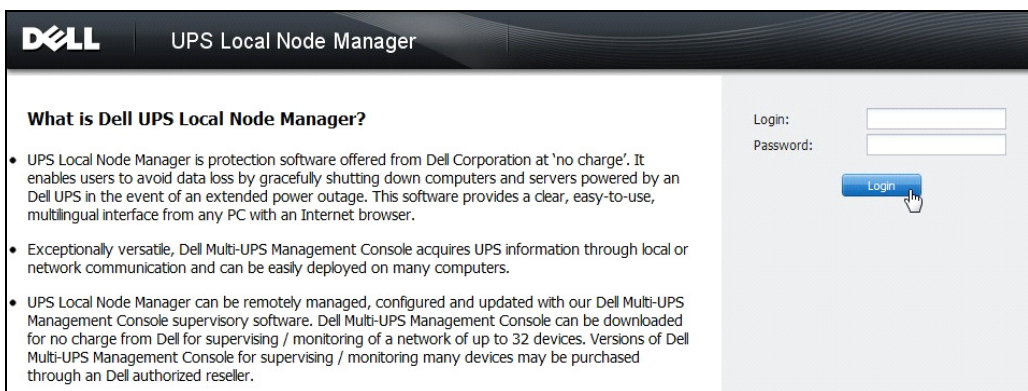 DELL
UPS Local Node Manager
What is Dell UPS Local Node Manager?
• UPS Local Node Manager is protection software offered from Dell Corporation at ‘no charge’. It
enables users to avoid data loss by gracefully shutting down computers and servers powered by an
Dell UPS in the event of an extended power outage. This software provides a clear, easy-to-use,
multilingual interface from any PC with an Internet browser.
• Exceptionally versatile, Dell Multi-UPS Management Console acquires UPS information through local or
network communication and can be easily deployed on many computers.
• UPS Local Node Manager can be remotely managed, configured and updated with our Dell Multi-UPS
Management Console supervisory software. Dell Multi-UPS Management Console can be downloaded
for no charge from Dell for supervising / monitoring of a network of up to 32 devices. Versions of Dell
Multi-UPS Management Console for supervising / monitoring many devices may be purchased
through an Dell authorized reseller.
Login:
Password:
Login